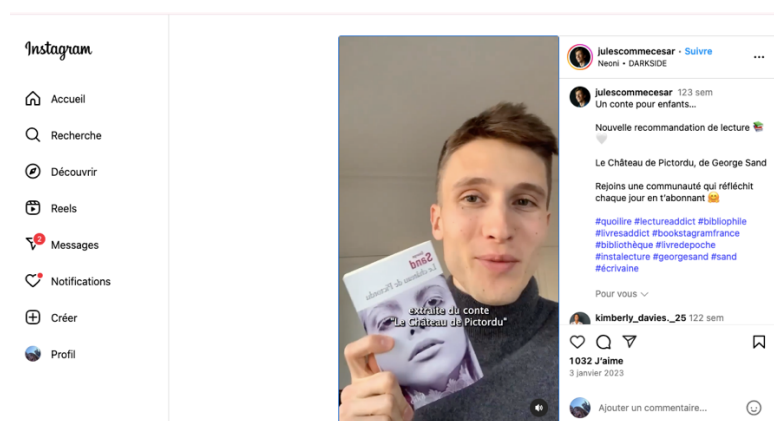 Instagram
Accueil
Recherche
Découvrir
Reels
2
Messages
Notifications
Créer
Profil
Sand
Le château de Pictordu
extraite du conte
"Le Château de Pictordu"
julescommecesar • Suivre
Neoni • DARKSIDE
julescommecesar 123 sem
Un conte pour enfants...
Nouvelle recommandation de lecture
Le Château de Pictordu, de George Sand
Rejoins une communauté qui réfléchit
chaque jour en t'abonnant
#quoilire #lectureaddict #bibliophile
#livresaddict #bookstagramfrance
#bibliothèque #livredepoche
#instalecture #georgesand #sand
#écrivaine
Pour vous
kimberly_davies._25 122 sem
1 032 J'aime
3 janvier 2023
Ajouter un commentaire...